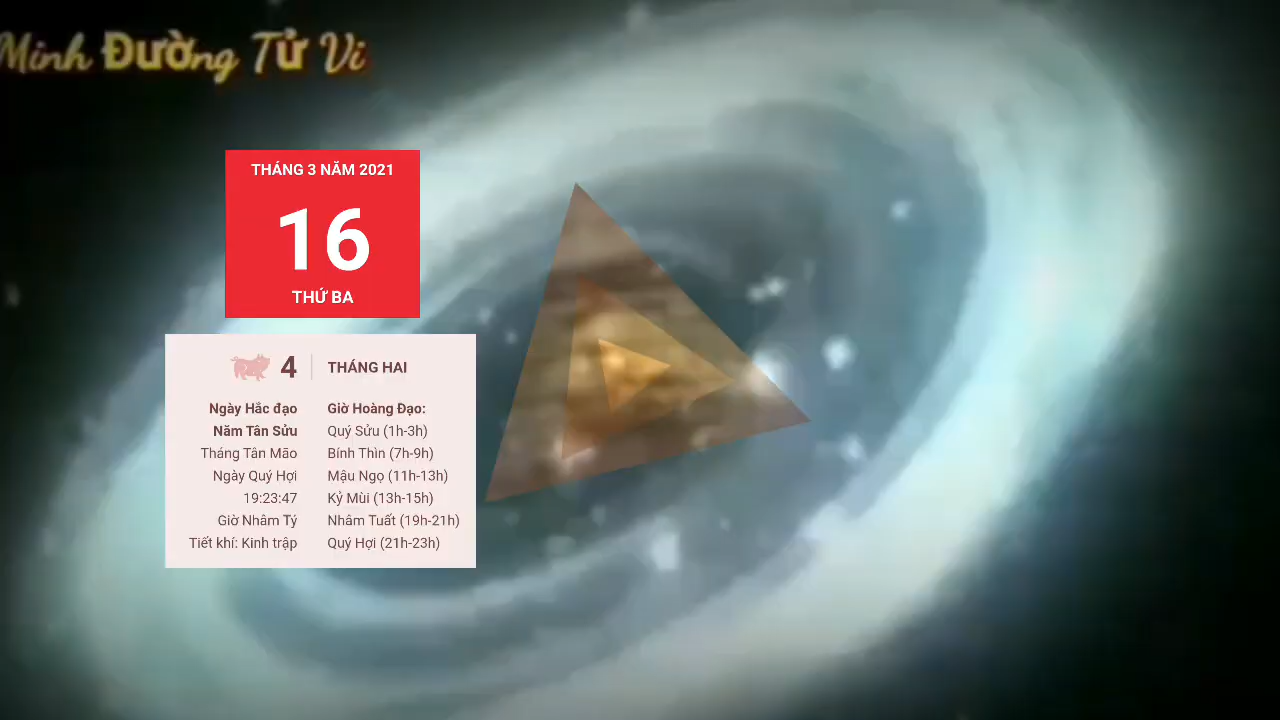 Minh Đường Tử Vi
THÁNG 3 NĂM 2021
16
THỨ BA
4 THÁNG HAI
Ngày Hắc đạo
Năm Tân Sửu
Tháng Tân Mão
Ngày Quý Hợi
19:23:47
Giờ Nhâm Tý
Tiết khí: Kinh trập
Giờ Hoàng Đạo:
Quý Sửu (1h-3h)
Bính Thìn (7h-9h)
Mậu Ngọ (11h-13h)
Kỷ Mùi (13h-15h)
Nhâm Tuất (19h-21h)
Quý Hợi (21h-23h)